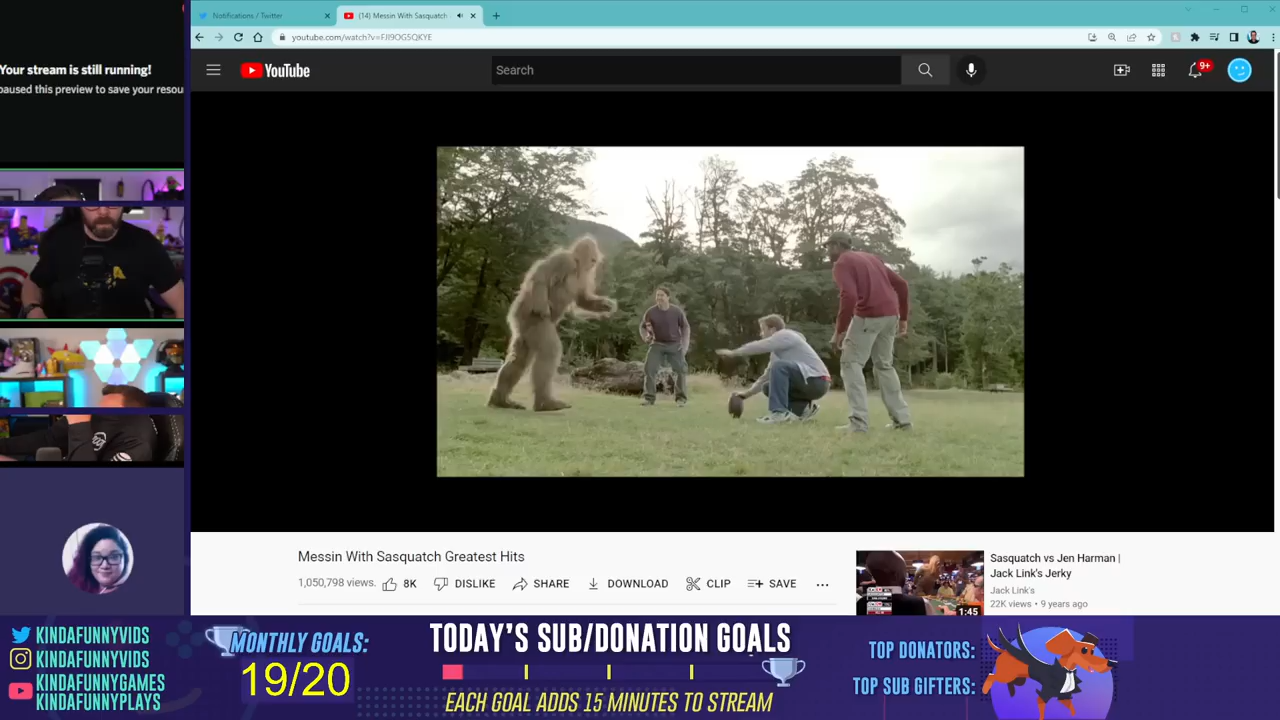 Notifications / Twitter
(14) Messin With Sasquatch
youtube.com/watch?v=FJl9OG5QKYE
Your stream is still running!
paused this preview to save your resou
YouTube
Search
9+
Messin With Sasquatch Greatest Hits
1,050,798 views.
8K
DISLIKE
SHARE
DOWNLOAD
CLIP
SAVE
Sasquatch vs Jen Harman |
Jack Link's Jerky
Jack Link's
22K views • 9 years ago
1:45
KINDAFUNNYVIDS
KINDAFUNNYVIDS
KINDAFUNNYGAMES
KINDAFUNNYPLAYS
MONTHLY GOALS:
19/20
TODAY'S SUB/DONATION GOALS
EACH GOAL ADDS 15 MINUTES TO STREAM
TOP DONATORS:
TOP SUB GIFTERS: